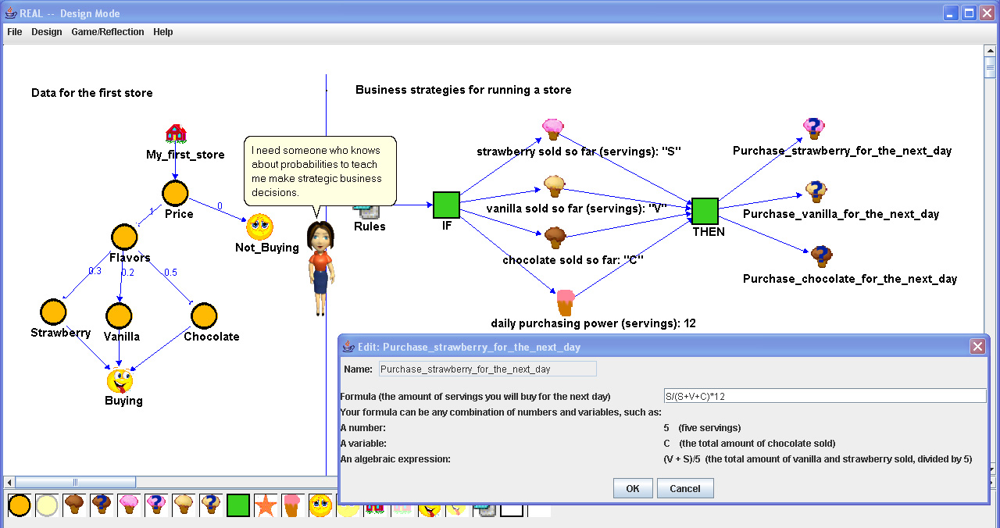 REAL -- Design Mode
File Design Game/Reflection Help
Data for the first store
Business strategies for running a store
My_first_store
Price
1
0
Not_Buying
Flavors
0.3
0.2
0.5
Strawberry
Vanilla
Chocolate
Buying
I need someone who knows
about probabilities to teach
me make strategic business
decisions.
Rules
IF
strawberry sold so far (servings): "S"
vanilla sold so far (servings): "V"
chocolate sold so far: "C"
daily purchasing power (servings): 12
THEN
Purchase_strawberry_for_the_next_day
Purchase_vanilla_for_the_next_day
Purchase_chocolate_for_the_next_day
Edit: Purchase_strawberry_for_the_next_day
Name: Purchase_strawberry_for_the_next_day
Formula (the amount of servings you will buy for the next day) S/(S+V+C)*12
Your formula can be any combination of numbers and variables, such as:
A number: 5 (five servings)
A variable: C (the total amount of chocolate sold)
An algebraic expression: (V + S)/5 (the total amount of vanilla and strawberry sold, divided by 5)
OK Cancel